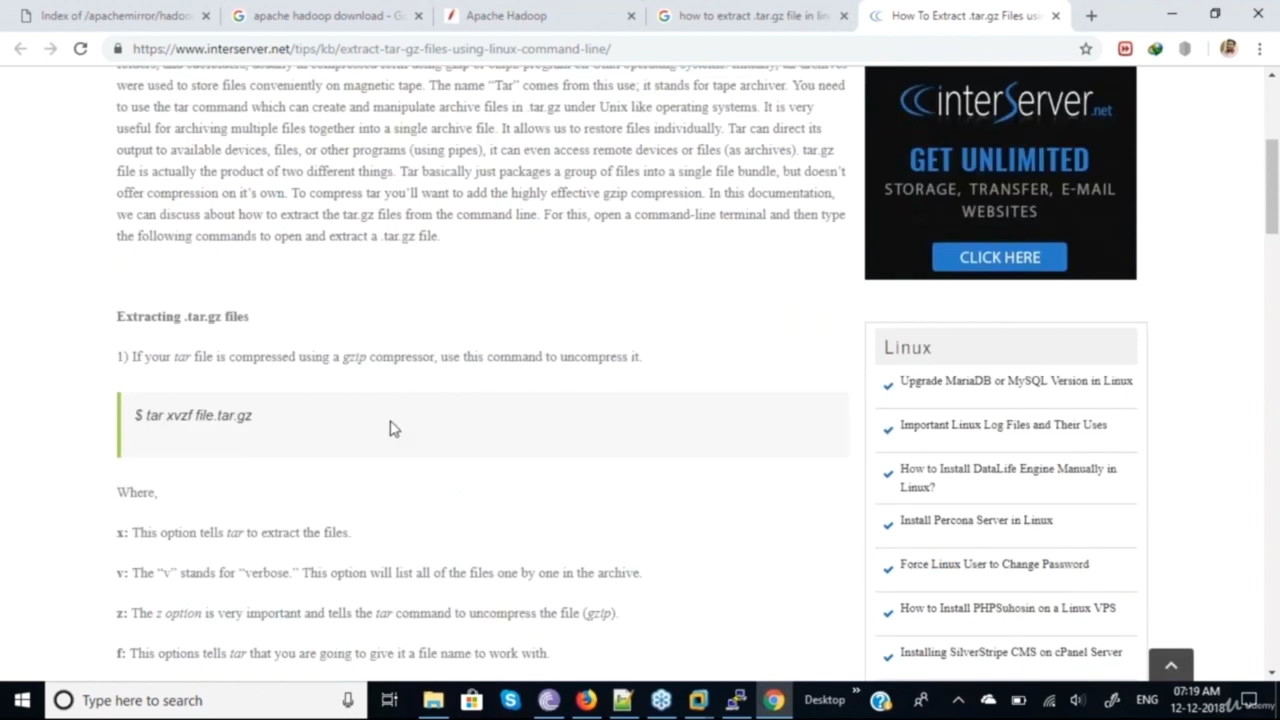 Index of /apachemirror/hado
apache hadoop download - G
Apache Hadoop
how to extract .tar.gz file in li
How To Extract .tar.gz Files usi
https://www.interserver.net/tips/kb/extract-tar-gz-files-using-linux-command-line/
were used to store files conveniently on magnetic tape. The name “Tar” comes from this use; it stands for tape archiver. You need
to use the tar command which can create and manipulate archive files in .tar.gz under Unix like operating systems. It is very
useful for archiving multiple files together into a single archive file. It allows us to restore files individually. Tar can direct its
output to available devices, files, or other programs (using pipes), it can even access remote devices or files (as archives). tar.gz
file is actually the product of two different things. Tar basically just packages a group of files into a single file bundle, but doesn’t
offer compression on it’s own. To compress tar you’ll want to add the highly effective gzip compression. In this documentation,
we can discuss about how to extract the tar.gz files from the command line. For this, open a command-line terminal and then type
the following commands to open and extract a .tar.gz file.
Extracting .tar.gz files
1) If your tar file is compressed using a gzip compressor, use this command to uncompress it.
$ tar xvzf file.tar.gz
Where,
x: This option tells tar to extract the files.
v: The “v” stands for “verbose.” This option will list all of the files one by one in the archive.
z: The z option is very important and tells the tar command to uncompress the file (gzip).
f: This options tells tar that you are going to give it a file name to work with.
interServer.net
GET UNLIMITED
STORAGE, TRANSFER, E-MAIL
WEBSITES
CLICK HERE
Linux
Upgrade MariaDB or MySQL Version in Linux
Important Linux Log Files and Their Uses
How to Install DataLife Engine Manually in
Linux?
Install Percona Server in Linux
Force Linux User to Change Password
How to Install PHPSuhosin on a Linux VPS
Installing SilverStripe CMS on cPanel Server
Type here to search
Desktop
ENG
07:19 AM
12-12-2018
Udemy